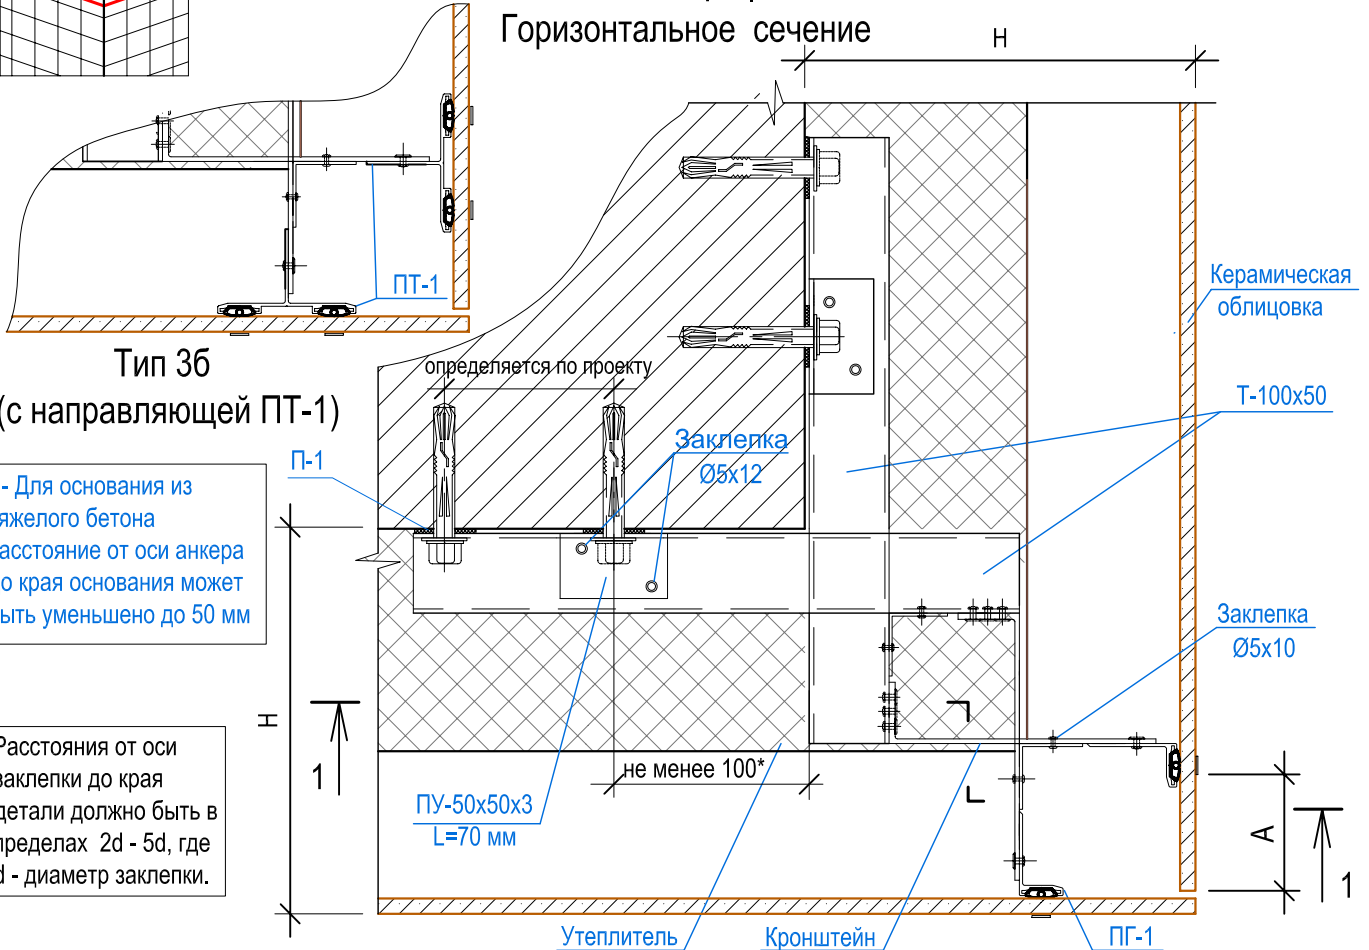 Горизонтальное сечение
H
ПТ-1
Керамическая
облицовка
Тип 3б
(с направляющей ПТ-1)
определяется по проекту
Т-100х50
Заклепка
Ø5x12
П-1
- Для основания из
яжелого бетона
асстояние от оси анкера
о края основания может
ыть уменьшено до 50 мм
Заклепка
Ø5x10
H
1
Расстояния от оси
заклепки до края
детали должно быть в
пределах 2d - 5d, где
d - диаметр заклепки.
не менее 100*
ПУ-50х50х3
L=70 мм
A
1
Утеплитель
Кронштейн
ПГ-1